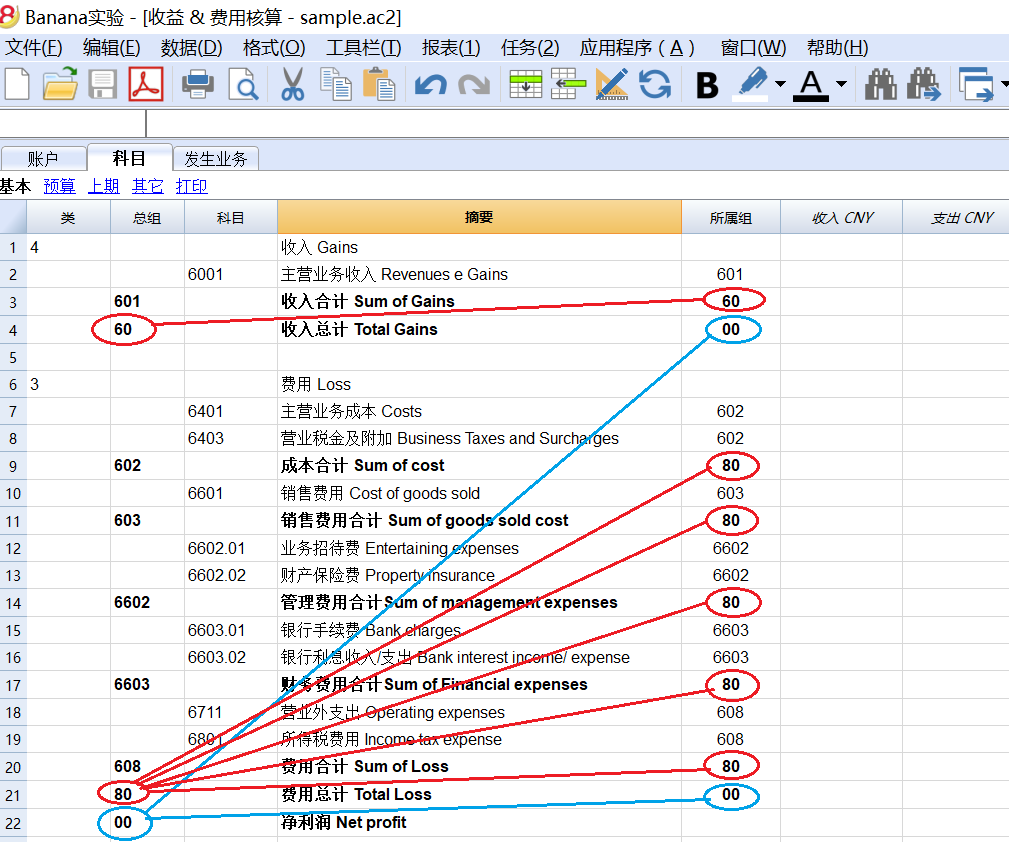 Banana实验 - [收益 & 费用核算 - sample.ac2]
文件(F) 编辑(E) 数据(D) 格式(O) 工具栏(T) 报表(1) 任务(2) 应用程序 ( A ) 窗口(W) 帮助(H)
B A
账户 科目 发生业务
基本 预算 上期 其它 打印
类 总组 科目 摘要 所属组 收入 CNY 支出 CNY
1 4 收入 Gains
2 6001 主营业务收入 Revenues e Gains 601
3 601 收入合计 Sum of Gains 60
4 60 收入总计 Total Gains 00
5
6 3 费用 Loss
7 6401 主营业务成本 Costs 602
8 6403 营业税金及附加 Business Taxes and Surcharges 602
9 602 成本合计 Sum of cost 80
10 6601 销售费用 Cost of goods sold 603
11 603 销售费用合计 Sum of goods sold cost 80
12 6602.01 业务招待费 Entertaining expenses 6602
13 6602.02 财产保险费 Property insurance 6602
14 6602 管理费用合计 Sum of management expenses 80
15 6603.01 银行手续费 Bank charges 6603
16 6603.02 银行利息收入/支出 Bank interest income/ expense 6603
17 6603 财务费用合计 Sum of Financial expenses 80
18 6711 营业外支出 Operating expenses 608
19 6801 所得税费用 Income tax expense 608
20 608 费用合计 Sum of Loss 80
21 80 费用总计 Total Loss 00
22 00 净利润 Net profit